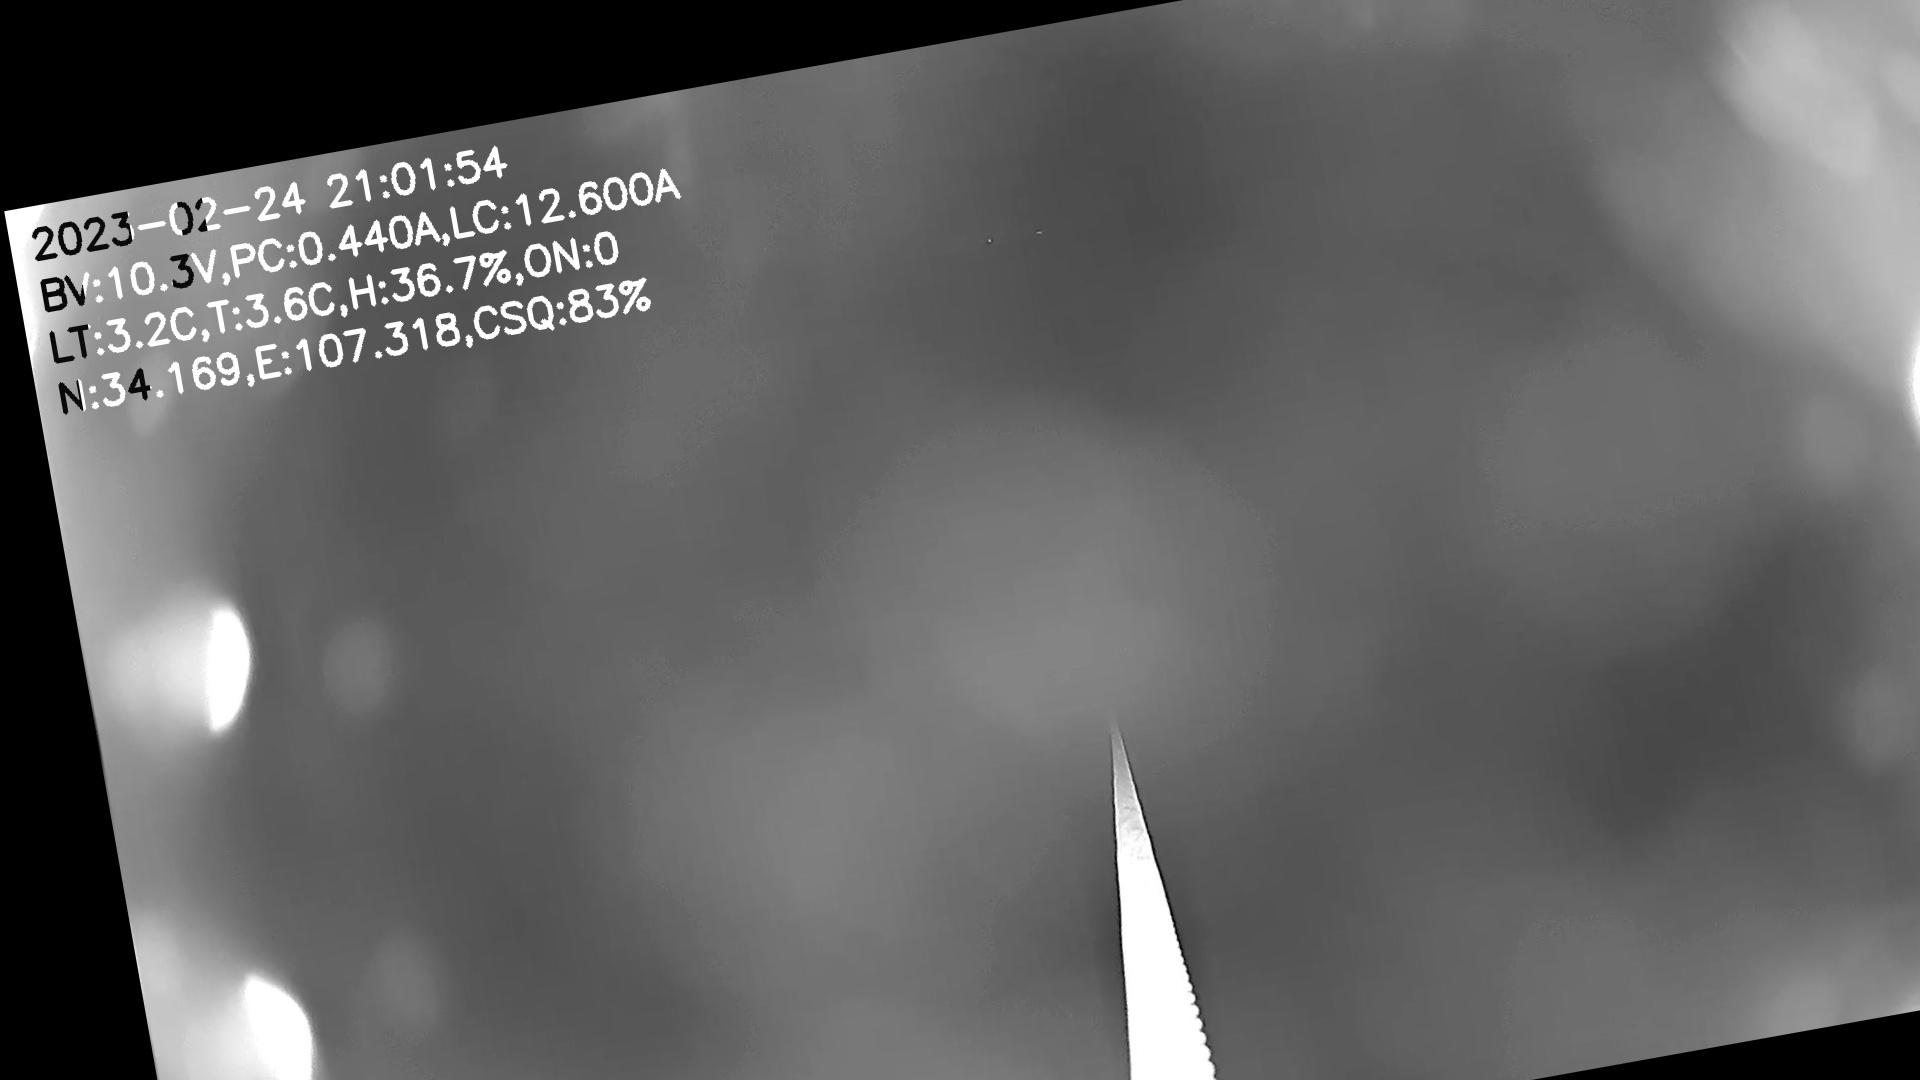 2023-02-24 21:01:54
BV:10.3V,PC:0.440A,LC:12.600A
LT:3.2C,T:3.6C,H:36.7%,ON:0
N:34.169,E:107.318,CSQ:83%